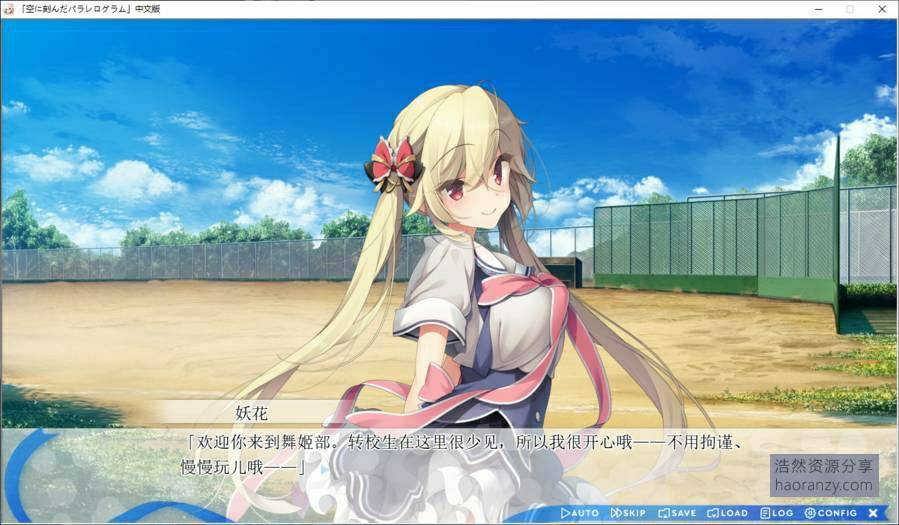 「空に刻んだパラレログラム』中文版
妖花
「欢迎你来到舞姬部。转校生在这里很少见，所以我很开心哦——不用拘谨、
慢慢玩儿哦——」
浩然资源分享
haoranzy.com
AUTO SKIP SAVE LOAD LOG CONFIG